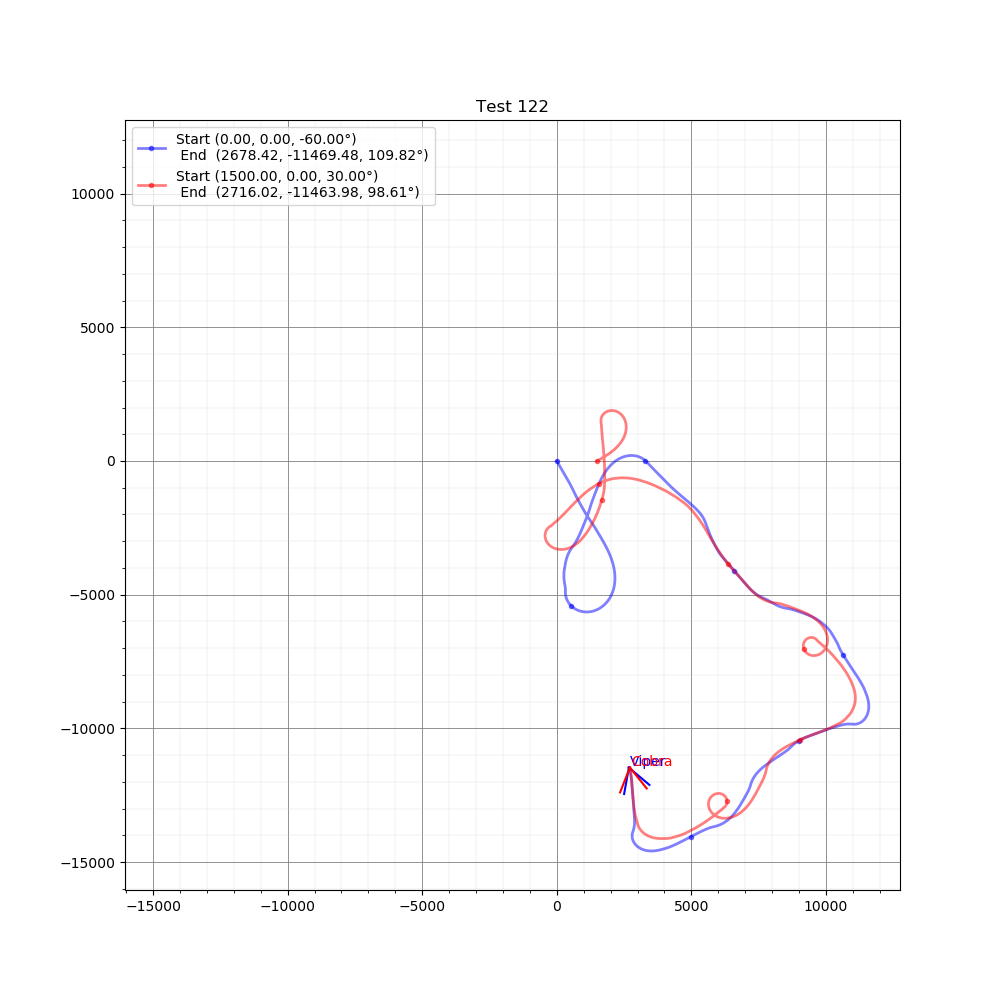 Test 122
Start (0.00, 0.00, -60.00°)
End (2678.42, -11469.48, 109.82°)
Start (1500.00, 0.00, 30.00°)
End (2716.02, -11463.98, 98.61°)
10000
5000
0
−5000
−10000
−15000
Viper
Cobra
−15000 −10000 −5000 0 5000 10000